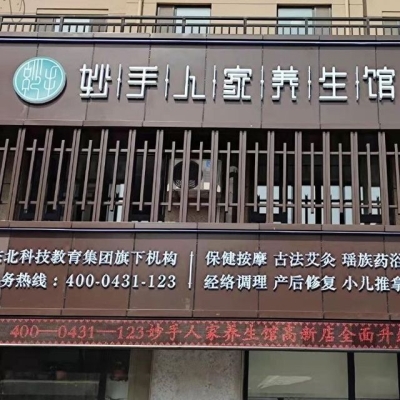 妙手
妙手人家养生馆
东北科技教育集团旗下机构
服务热线：400-0431-123
保健按摩 古法艾灸 瑶族药浴
经络调理 产后修复 小儿推拿
400—0431—123妙手人家养生馆高新店全面升级